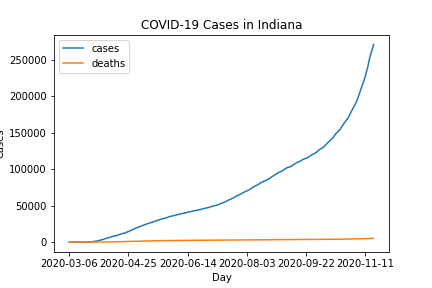 COVID-19 Cases in Indiana
cases
deaths
250000
200000
150000
100000
50000
0
cases
2020-03-06 2020-04-25 2020-06-14 2020-08-03 2020-09-22 2020-11-11
Day